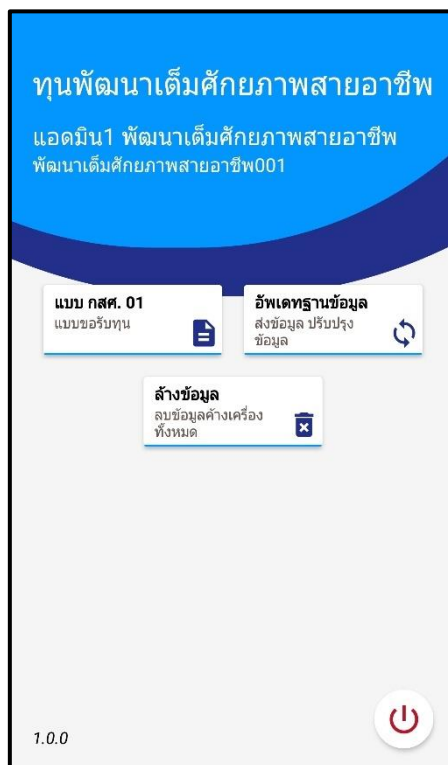 ทุนพัฒนาเต็มศักยภาพสายอาชีพ
แอดมิน1 พัฒนาเต็มศักยภาพสายอาชีพ
พัฒนาเต็มศักยภาพสายอาชีพ001
แบบ กสศ. 01
แบบขอรับทุน
อัพเดทฐานข้อมูล
ส่งข้อมูล ปรับปรุง
ข้อมูล
ล้างข้อมูล
ลบข้อมูลค้างเครื่อง
ทั้งหมด
1.0.0